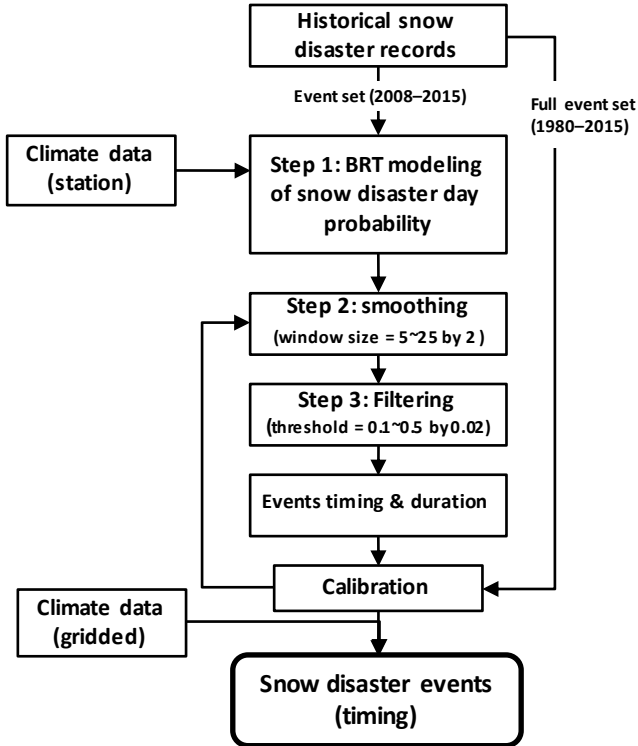 Historical snow
disaster records
Event set (2008–2015)
Full event set
(1980–2015)
Climate data
(station)
Step 1: BRT modeling
of snow disaster day
probability
Step 2: smoothing
(window size = 5~25 by 2 )
Step 3: Filtering
(threshold = 0.1~0.5 by 0.02)
Events timing & duration
Calibration
Climate data
(gridded)
Snow disaster events
(timing)